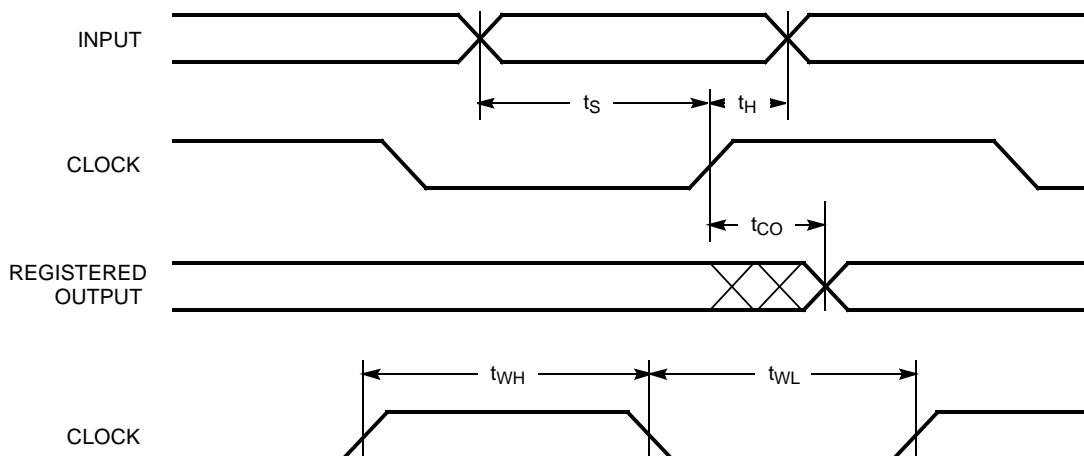 INPUT
tS
tH
CLOCK
tCO
REGISTERED
OUTPUT
tWH
tWL
CLOCK